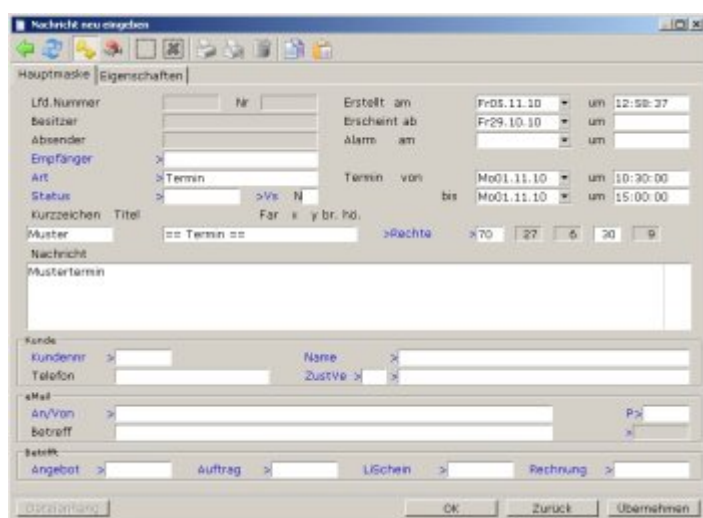 Nachricht neu eingeben
Hauptmaske Eigenschaften
Lfd.Nummer Nr Erstellt am Fr05.11.10 um 12:58:37
Besitzer Erscheint ab Fr29.10.10 um
Absender Alarm am um
Empfänger >
Art > Termin Termin von Mo01.11.10 um 10:30:00
Status > >Vs N bis Mo01.11.10 um 15:00:00
Kurzzeichen Titel Far x y br. hö.
Muster == Termin == >Rechte >70 27 6 30 9
Nachricht
Mustertermin
Kunde
Kundennr > Name >
Telefon ZustVe > >
eMail
An/Von > P>
Betreff >
Betrifft
Angebot > Auftrag > LiSchein > Rechnung >
Dateianhang OK Zurück Übernehmen